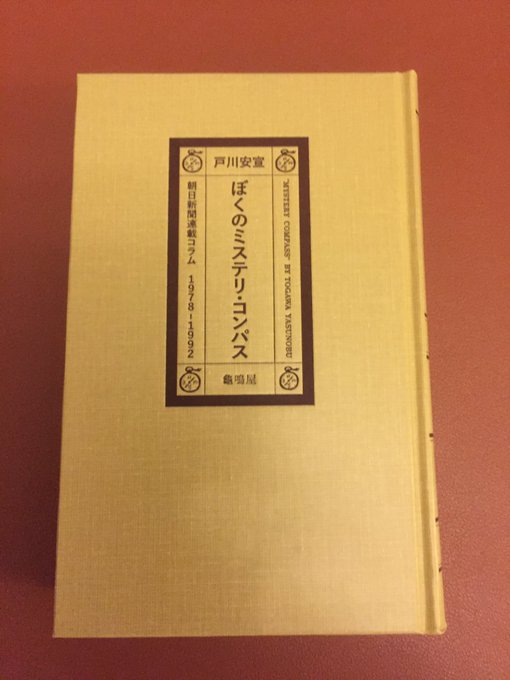 戸川安宣
"MYSTERY COMPASS" BY TOGAWA YASUNOBU
ぼくのミステリ・コンパス
朝日新聞連載コラム 1978-1992
龜鳴屋